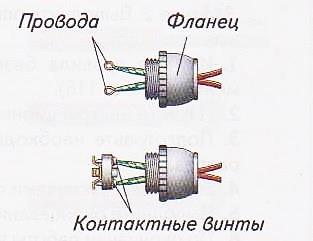 Провода
Фланец
Контактные винты